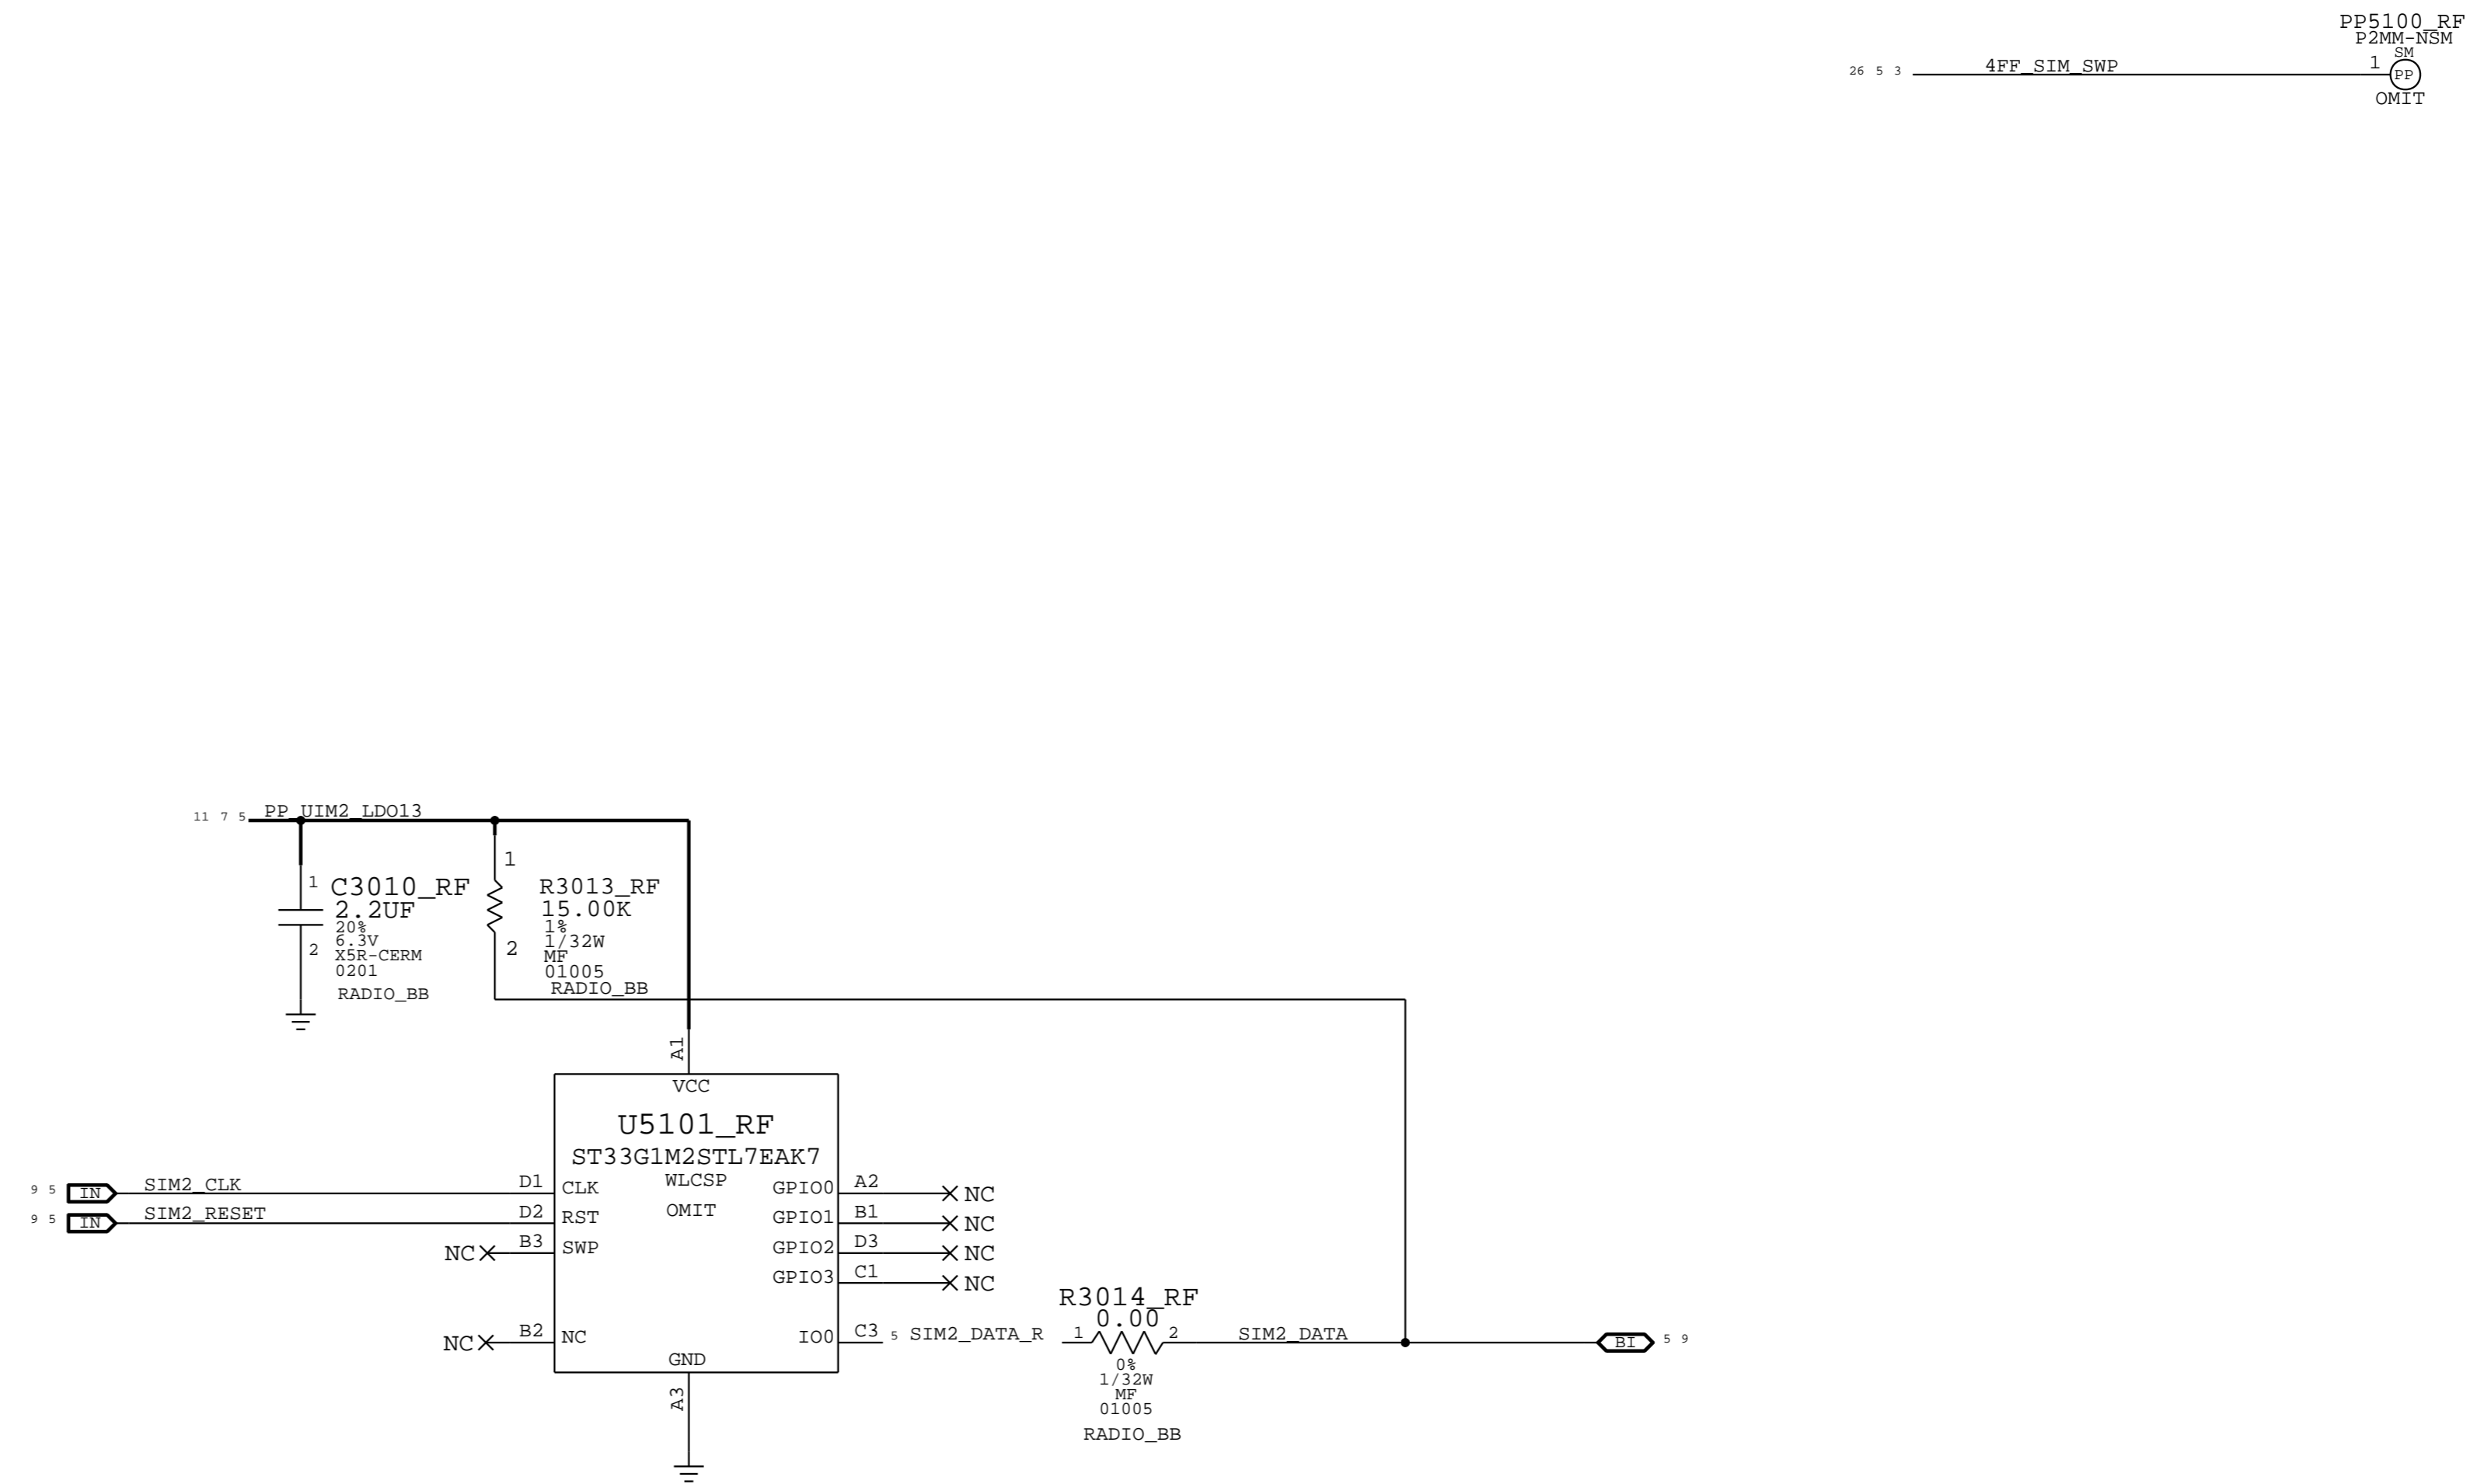 PP5100_RF
P2MM-NSM
SM
26 5 3 4FF_SIM_SWP 1 PP
OMIT
11 7 5 PP_UIM2_LDO13
1
1 C3010_RF R3013_RF
2.2UF 15.00K
20% 1%
6.3V 1/32W
2 X5R-CERM 2 MF
0201 01005
RADIO_BB RADIO_BB
A1
VCC
U5101_RF
ST33G1M2STL7EAK7
WLCSP
OMIT
9 5 IN SIM2_CLK D1 CLK GPIO0 A2 NC
9 5 IN SIM2_RESET D2 RST GPIO1 B1 NC
NC B3 SWP GPIO2 D3 NC
GPIO3 C1 NC
R3014_RF
0.00
NC B2 NC IO0 C3 5 SIM2_DATA_R 1 2 SIM2_DATA BI 5 9
GND
A3
0%
1/32W
MF
01005
RADIO_BB